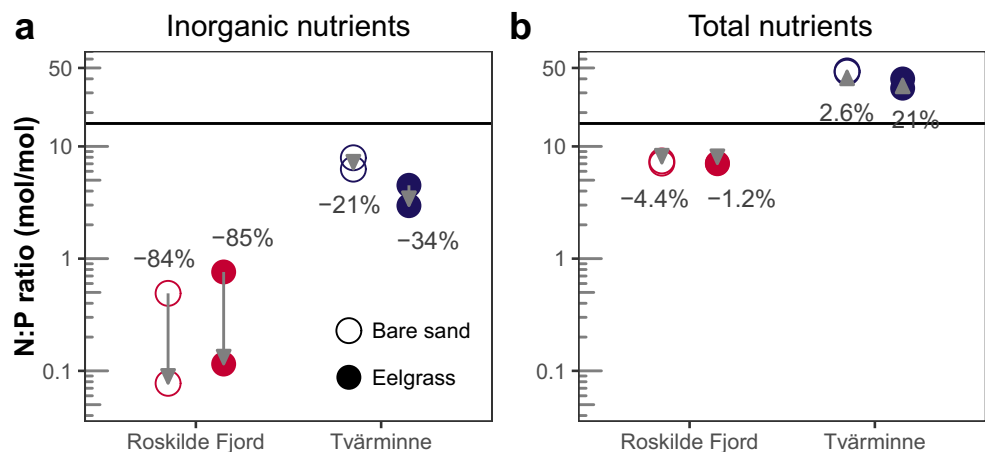 a Inorganic nutrients
b Total nutrients
N:P ratio (mol/mol)
50
10
1
0.1
−84%
−85%
−21%
−34%
Bare sand
Eelgrass
Roskilde Fjord
Tvärminne
50
10
1
0.1
2.6%
21%
−4.4%
−1.2%
Roskilde Fjord
Tvärminne